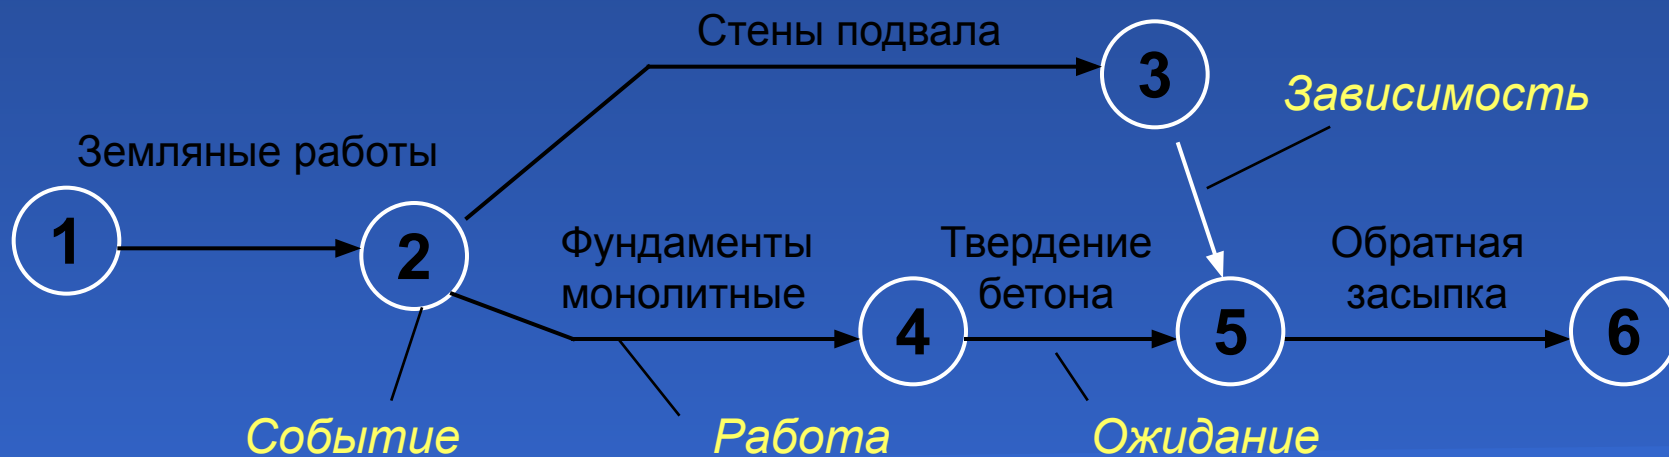 Стены подвала
3
Зависимость
Земляные работы
1
2
Фундаменты
монолитные
Твердение
бетона
Обратная
засыпка
4
5
6
Событие
Работа
Ожидание